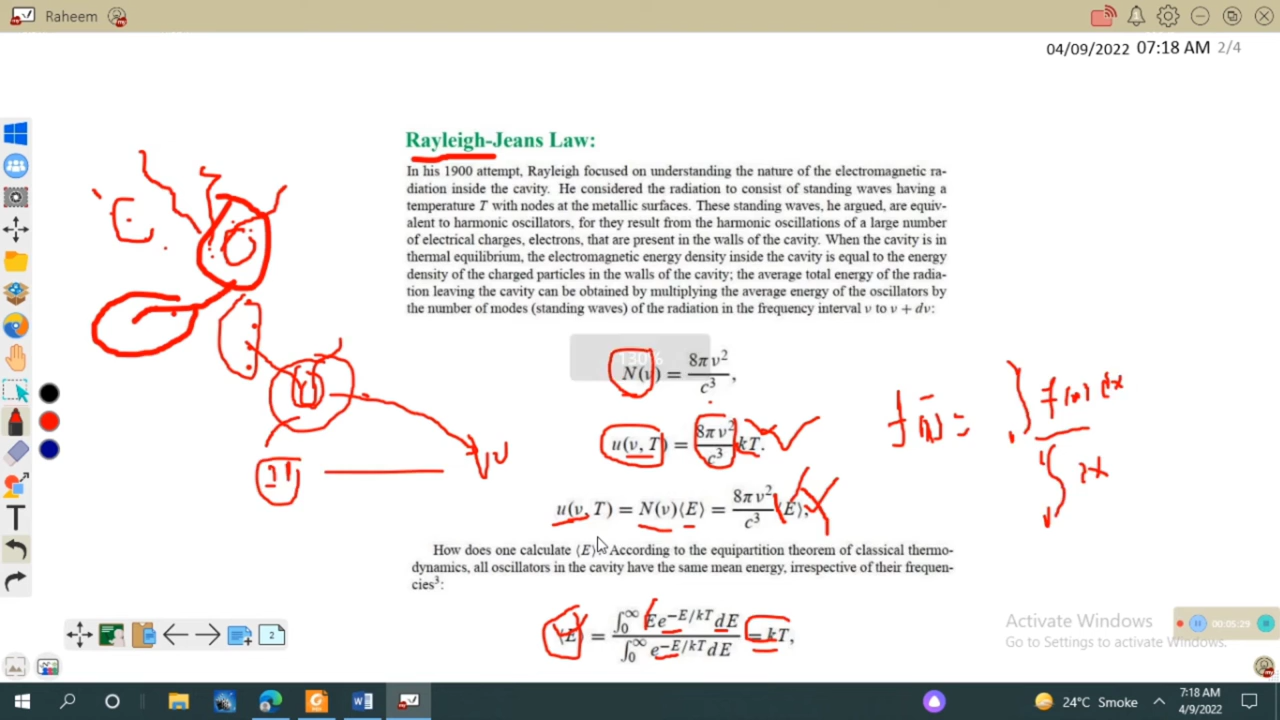 Raheem
04/09/2022 07:18 AM 2/4
Rayleigh-Jeans Law:
In his 1900 attempt, Rayleigh focused on understanding the nature of the electromagnetic ra-
diation inside the cavity. He considered the radiation to consist of standing waves having a
temperature T with nodes at the metallic surfaces. These standing waves, he argued, are equiv-
alent to harmonic oscillators, for they result from the harmonic oscillations of a large number
of electrical charges, electrons, that are present in the walls of the cavity. When the cavity is in
thermal equilibrium, the electromagnetic energy density inside the cavity is equal to the energy
density of the charged particles in the walls of the cavity; the average total energy of the radia-
tion leaving the cavity can be obtained by multiplying the average energy of the oscillators by
the number of modes (standing waves) of the radiation in the frequency interval ν to ν + dν:
130%
N(ν) = 8πν²/c³,
u(ν, T) = 8πν²/c³ kT.
u(ν, T) = N(ν)⟨E⟩ = 8πν²/c³ ⟨E⟩,
How does one calculate ⟨E⟩? According to the equipartition theorem of classical thermo-
dynamics, all oscillators in the cavity have the same mean energy, irrespective of their frequen-
cies³:
⟨E⟩ = ∫₀^∞ Ee^(−E/kT) dE / ∫₀^∞ e^(−E/kT) dE = kT,
Activate Windows
Go to Settings to activate Windows.
00:05:29
2
T
24°C Smoke
7:18 AM
4/9/2022